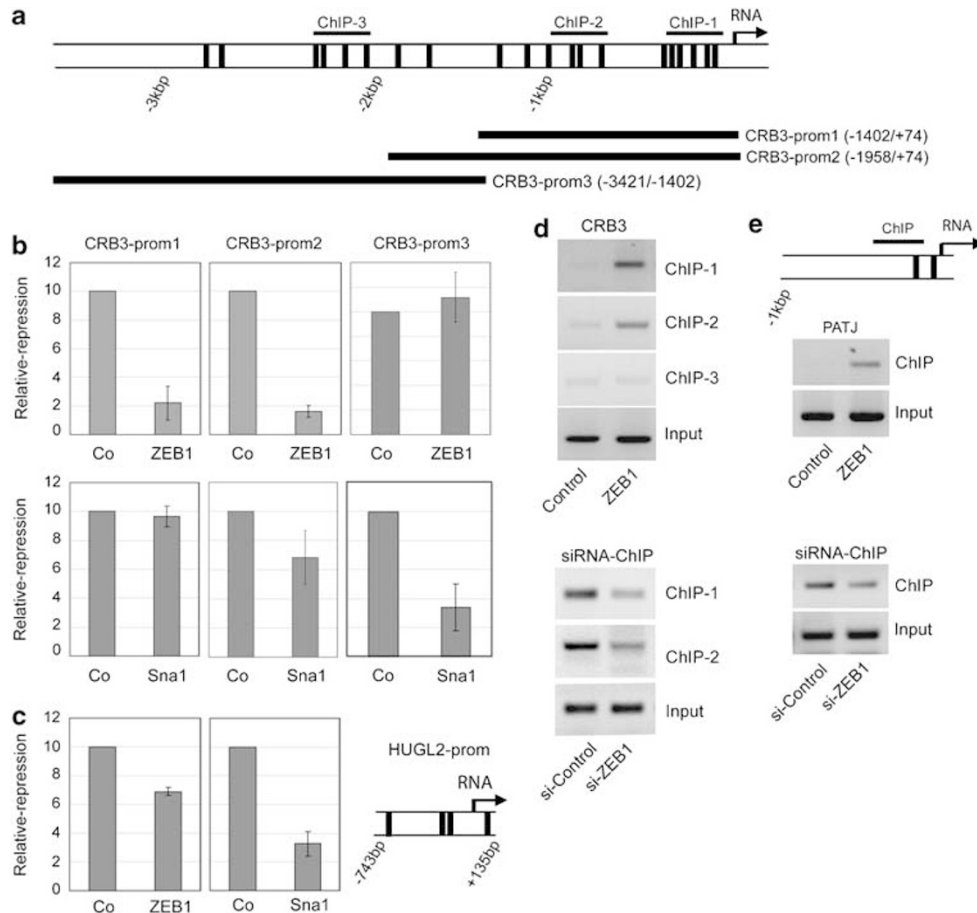 a
ChIP-3 ChIP-2 ChIP-1 RNA
-3kbp -2kbp -1kbp
CRB3-prom1 (-1402/+74)
CRB3-prom2 (-1958/+74)
CRB3-prom3 (-3421/-1402)
b
CRB3-prom1 CRB3-prom2 CRB3-prom3
Relative-repression
12
10
8
6
4
2
0
Co ZEB1 Co ZEB1 Co ZEB1
Relative-repression
12
10
8
6
4
2
0
Co Sna1 Co Sna1 Co Sna1
c
Relative-repression
12
10
8
6
4
2
0
Co ZEB1 Co Sna1
HUGL2-prom
RNA
-743bp +135bp
d
CRB3
ChIP-1
ChIP-2
ChIP-3
Input
Control ZEB1
siRNA-ChIP
ChIP-1
ChIP-2
Input
si-Control si-ZEB1
e
ChIP RNA
-1kbp
PATJ
ChIP
Input
Control ZEB1
siRNA-ChIP
ChIP
Input
si-Control si-ZEB1